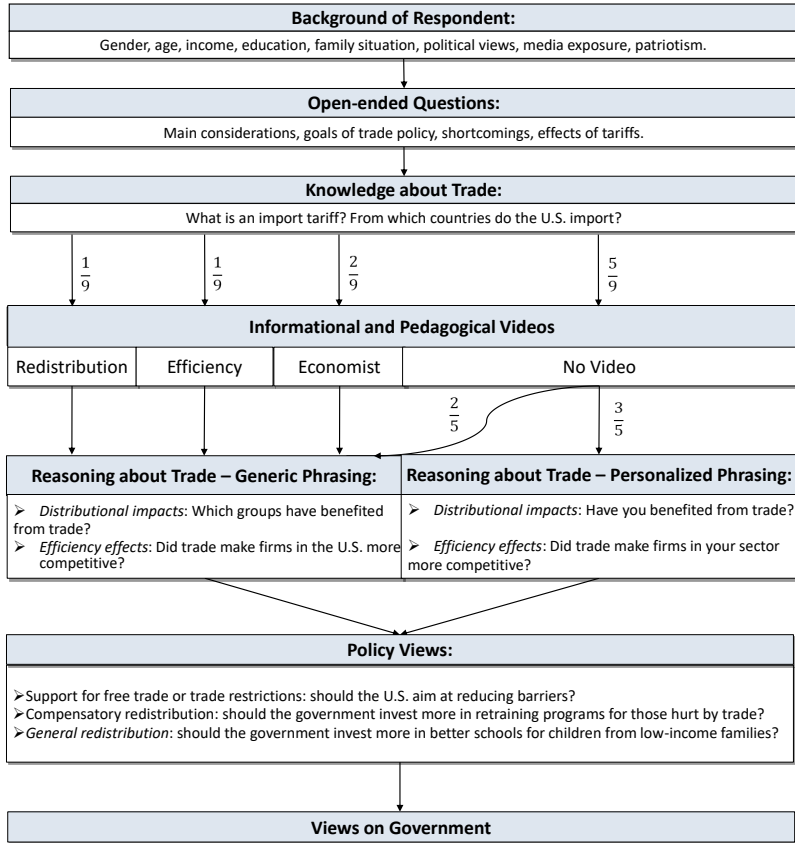 Background of Respondent:
Gender, age, income, education, family situation, political views, media exposure, patriotism.
Open-ended Questions:
Main considerations, goals of trade policy, shortcomings, effects of tariffs.
Knowledge about Trade:
What is an import tariff? From which countries do the U.S. import?
1/9 1/9 2/9 5/9
Informational and Pedagogical Videos
Redistribution Efficiency Economist No Video
2/5 3/5
Reasoning about Trade – Generic Phrasing:
➢ Distributional impacts: Which groups have benefited
from trade?
➢ Efficiency effects: Did trade make firms in the U.S. more
competitive?
Reasoning about Trade – Personalized Phrasing:
➢ Distributional impacts: Have you benefited from trade?
➢ Efficiency effects: Did trade make firms in your sector
more competitive?
Policy Views:
➢Support for free trade or trade restrictions: should the U.S. aim at reducing barriers?
➢Compensatory redistribution: should the government invest more in retraining programs for those hurt by trade?
➢General redistribution: should the government invest more in better schools for children from low-income families?
Views on Government